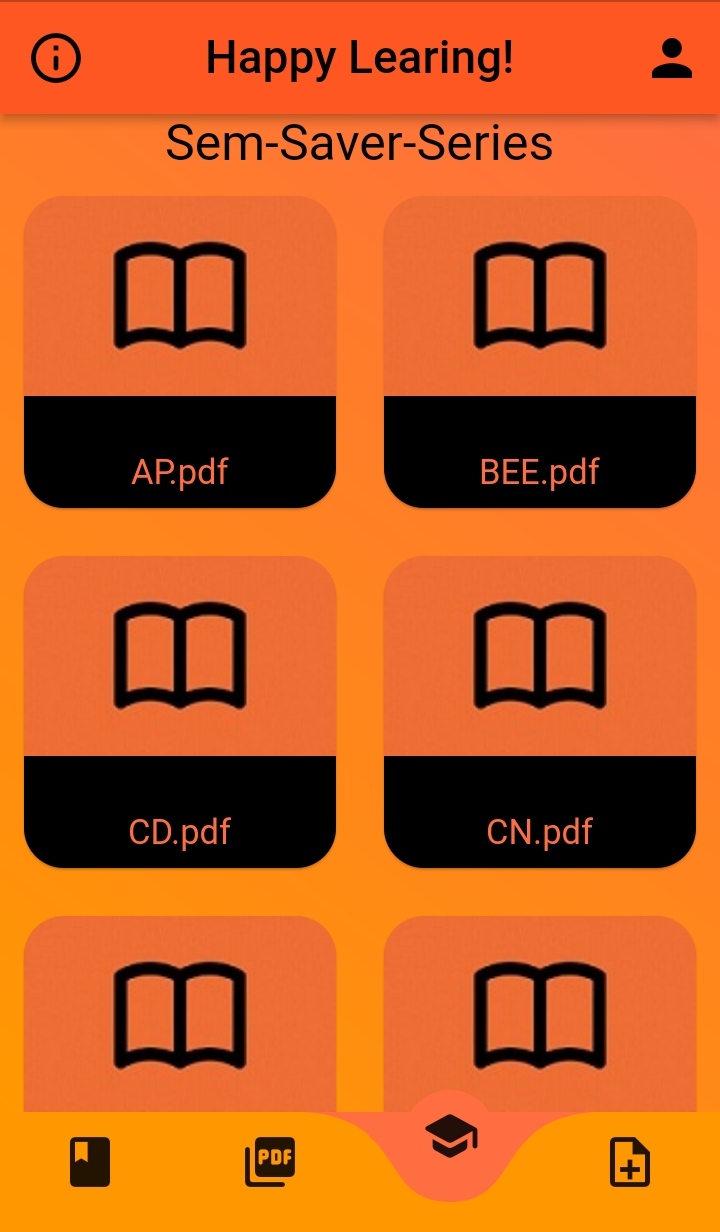 Happy Learing!
Sem-Saver-Series
AP.pdf
BEE.pdf
CD.pdf
CN.pdf
PDF